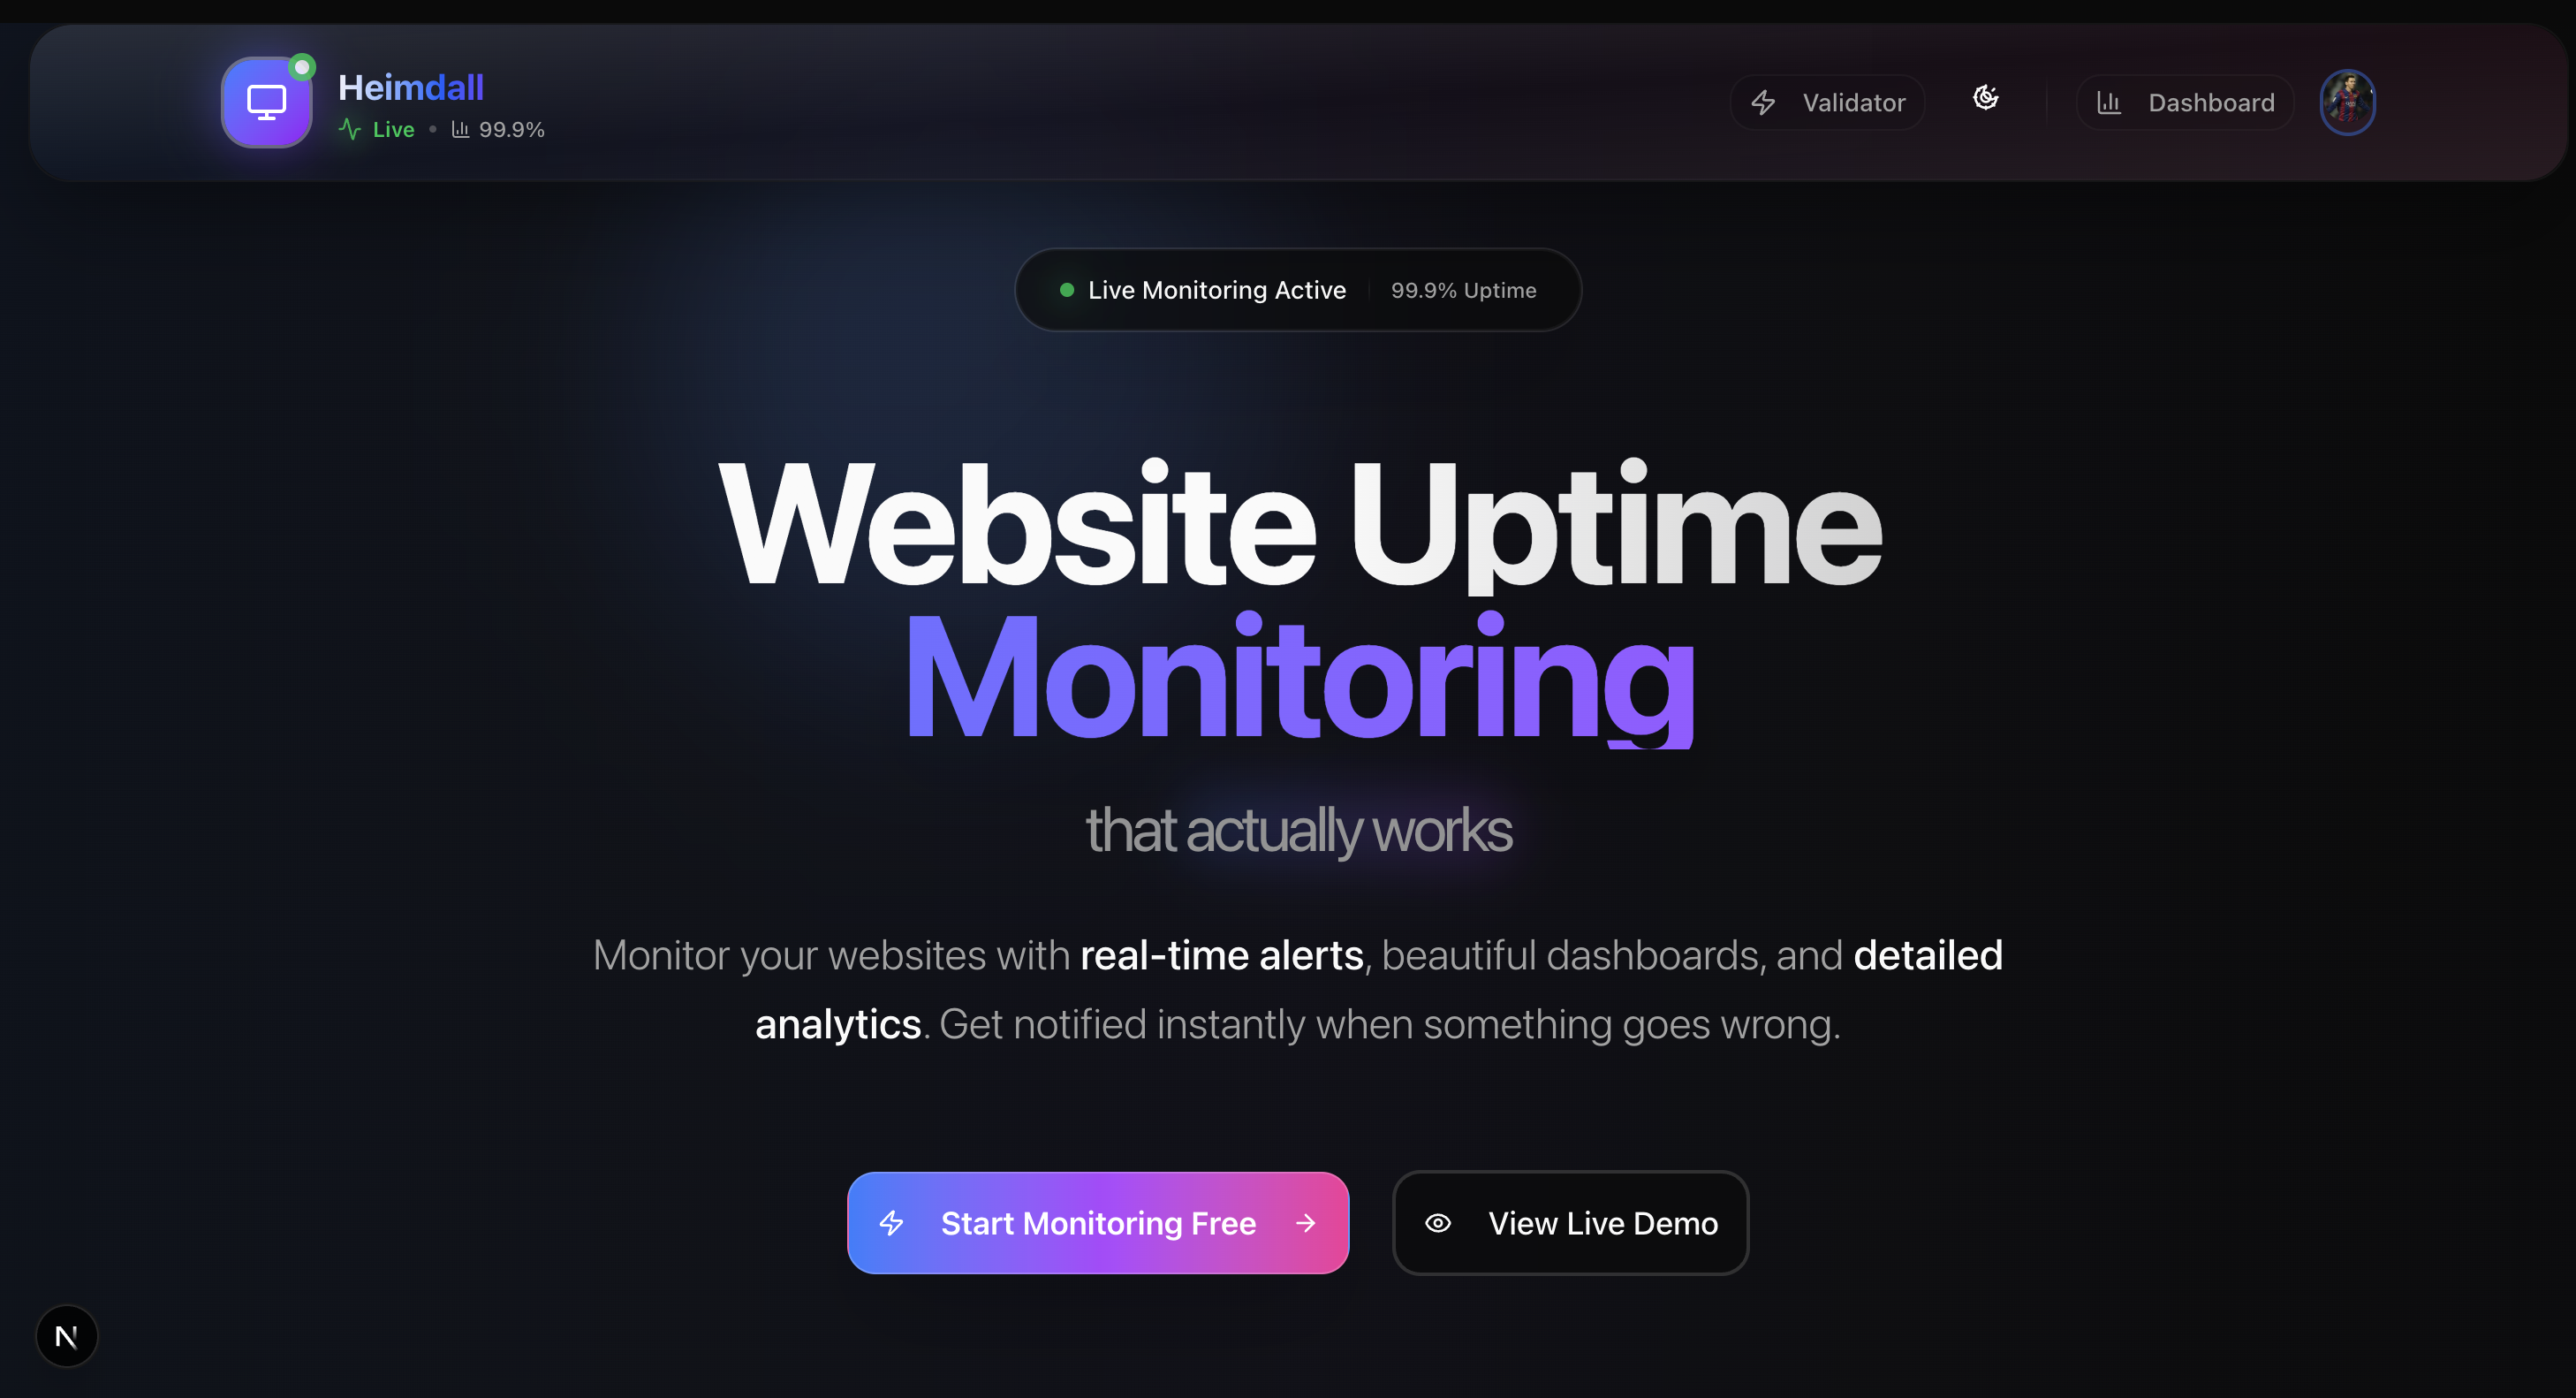 Heimdall
Live • 99.9%
Validator
Dashboard
Live Monitoring Active
99.9% Uptime
Website Uptime
Monitoring
that actually works
Monitor your websites with real-time alerts, beautiful dashboards, and detailed
analytics. Get notified instantly when something goes wrong.
Start Monitoring Free →
View Live Demo
N